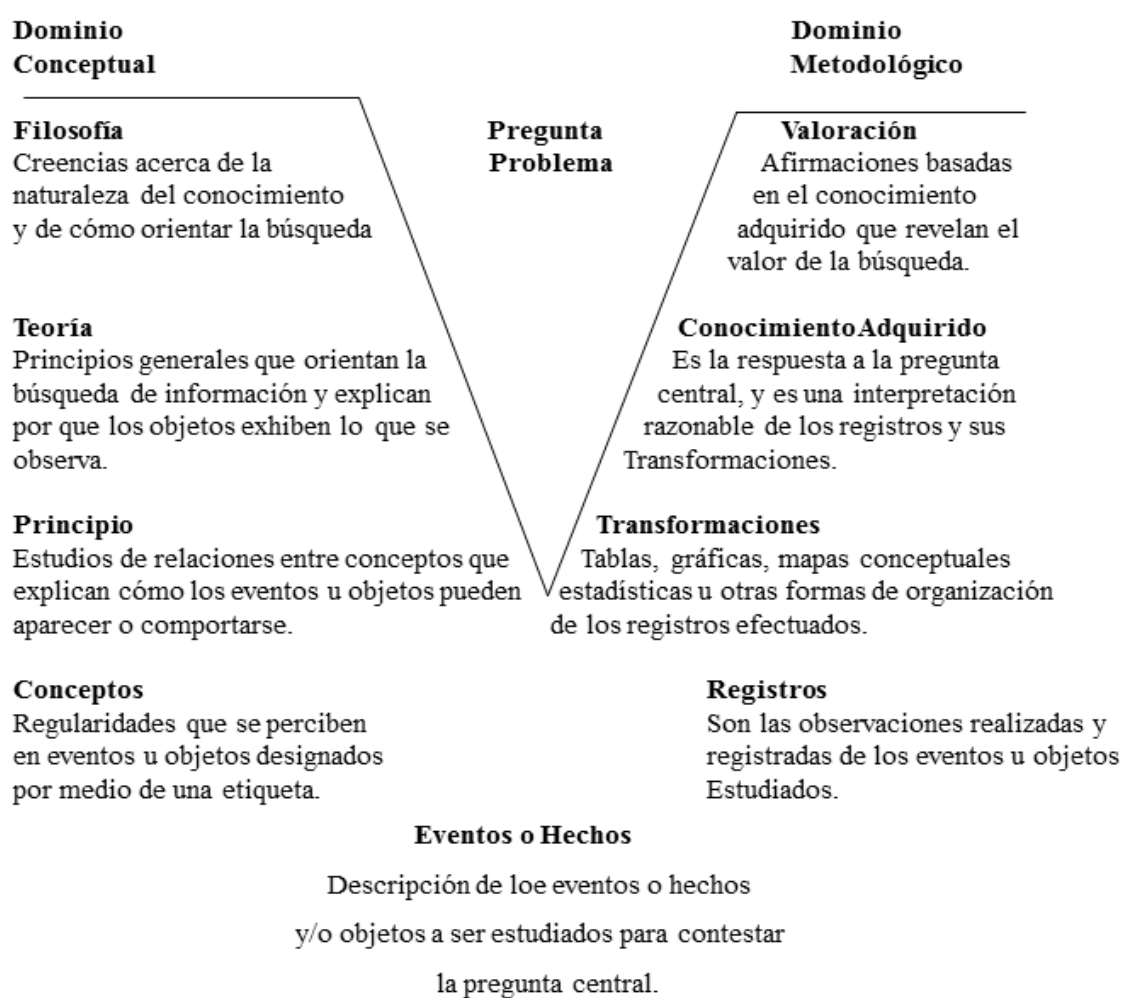 Dominio
Conceptual
Dominio
Metodológico
Filosofía
Creencias acerca de la
naturaleza del conocimiento
y de cómo orientar la búsqueda
Pregunta
Problema
Valoración
Afirmaciones basadas
en el conocimiento
adquirido que revelan el
valor de la búsqueda.
Teoría
Principios generales que orientan la
búsqueda de información y explican
por que los objetos exhiben lo que se
observa.
Conocimiento Adquirido
Es la respuesta a la pregunta
central, y es una interpretación
razonable de los registros y sus
Transformaciones.
Principio
Estudios de relaciones entre conceptos que
explican cómo los eventos u objetos pueden
aparecer o comportarse.
Transformaciones
Tablas, gráficas, mapas conceptuales
estadísticas u otras formas de organización
de los registros efectuados.
Conceptos
Regularidades que se perciben
en eventos u objetos designados
por medio de una etiqueta.
Registros
Son las observaciones realizadas y
registradas de los eventos u objetos
Estudiados.
Eventos o Hechos
Descripción de loe eventos o hechos
y/o objetos a ser estudiados para contestar
la pregunta central.